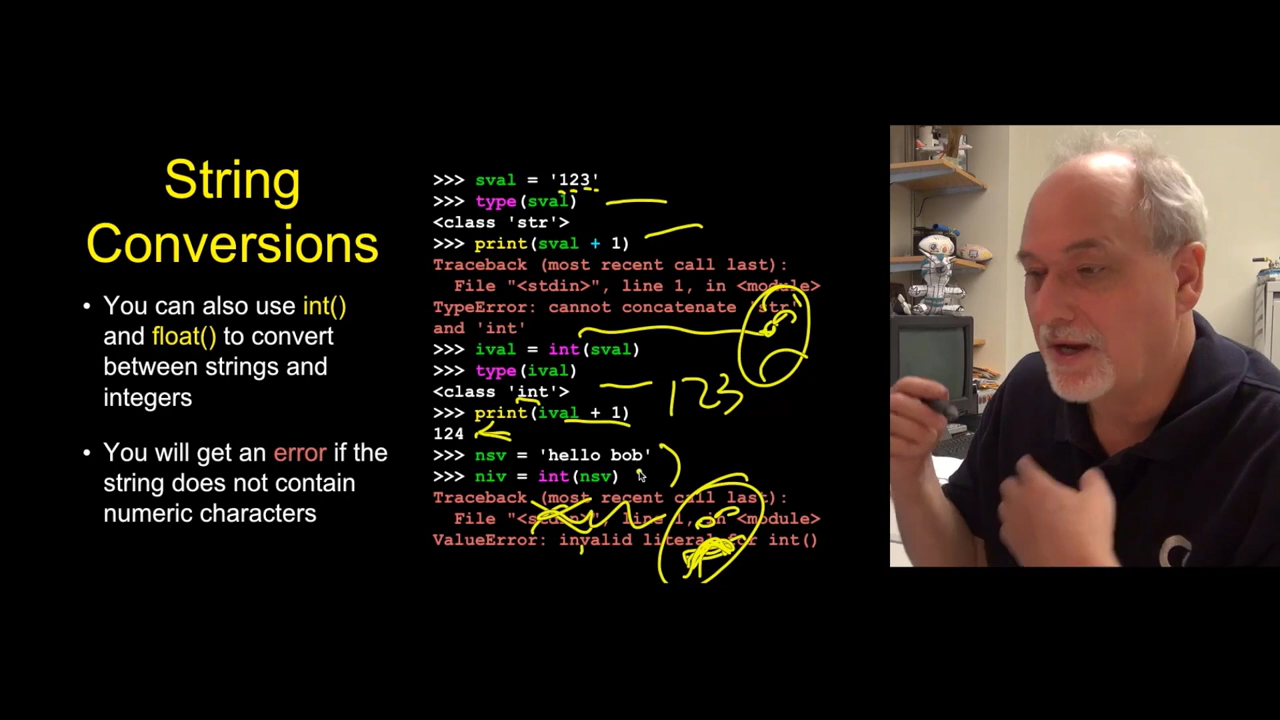 String
Conversions
• You can also use int()
and float() to convert
between strings and
integers
• You will get an error if the
string does not contain
numeric characters
>>> sval = '123'
>>> type(sval)
<class 'str'>
>>> print(sval + 1)
Traceback (most recent call last):
  File "<stdin>", line 1, in <module>
TypeError: cannot concatenate 'str'
and 'int'
>>> ival = int(sval)
>>> type(ival)
<class 'int'>
123
>>> print(ival + 1)
124
>>> nsv = 'hello bob'
>>> niv = int(nsv)
Traceback (most recent call last):
  File "<stdin>", line 1, in <module>
ValueError: invalid literal for int()